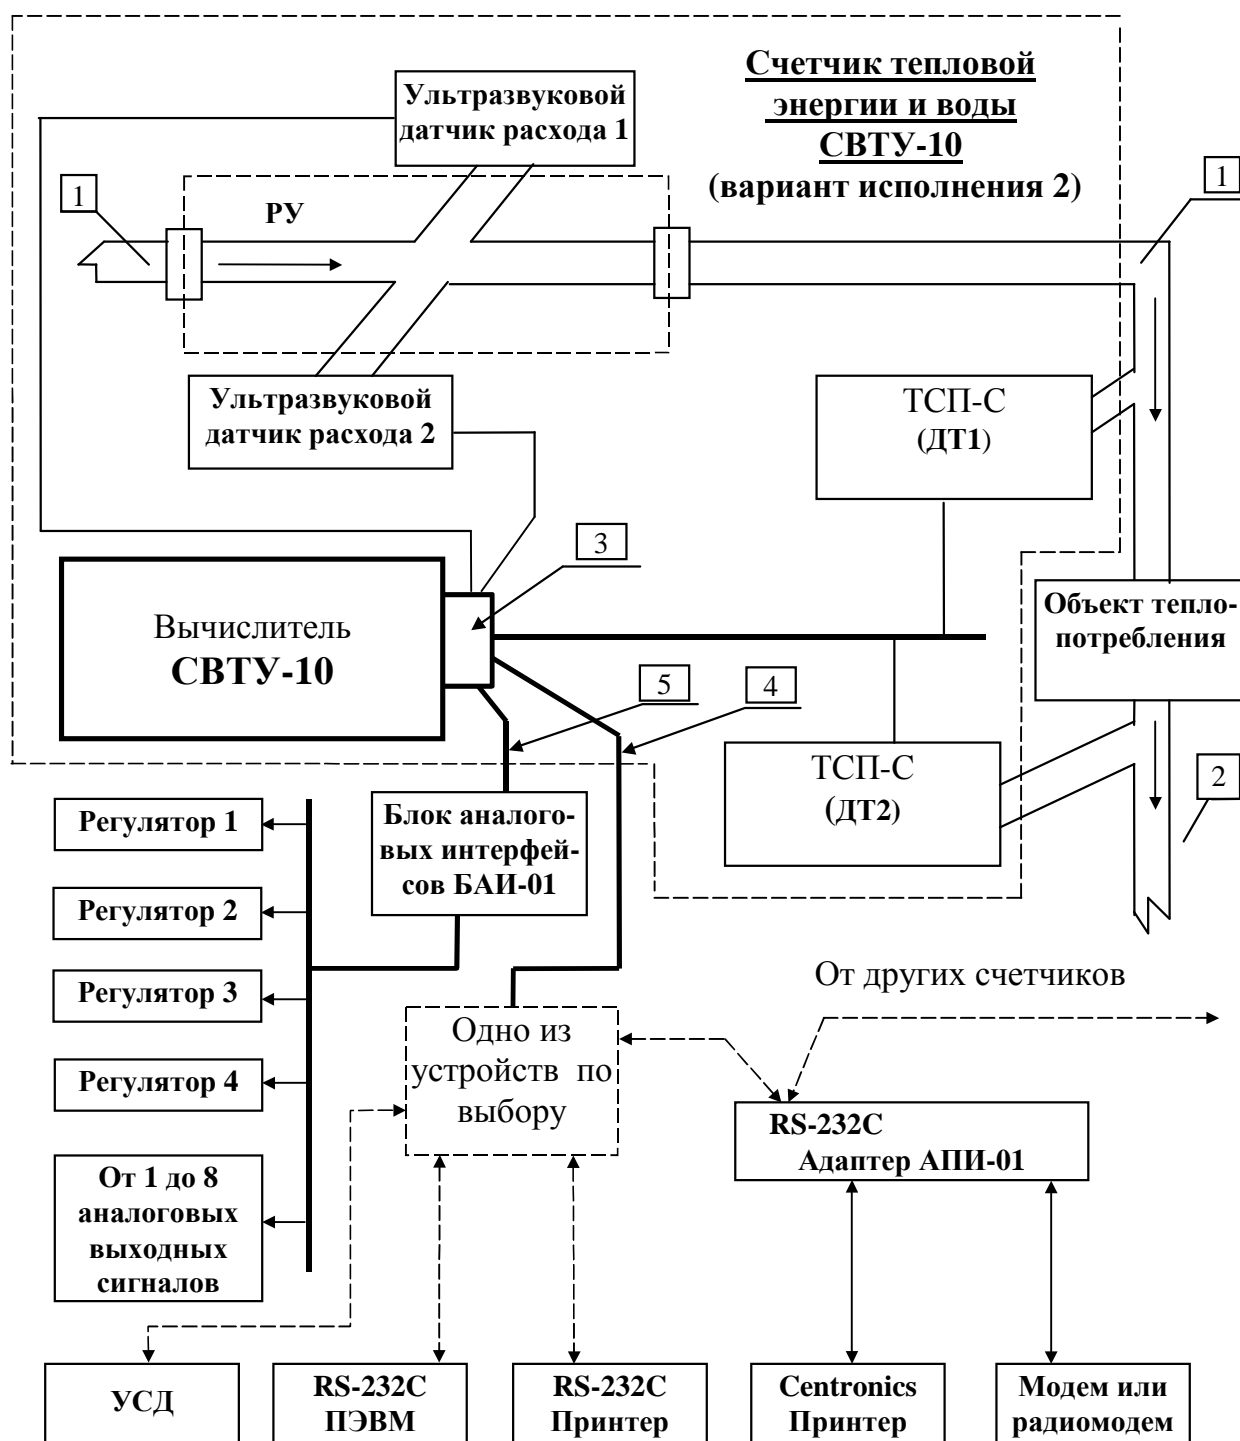 Счетчик тепловой
энергии и воды
СВТУ-10
(вариант исполнения 2)
Ультразвуковой
датчик расхода 1
1
РУ
1
Ультразвуковой
датчик расхода 2
ТСП-С
(ДТ1)
3
Вычислитель
СВТУ-10
Объект тепло-
потребления
5
4
ТСП-С
(ДТ2)
2
Блок аналого-
вых интерфей-
сов БАИ-01
Регулятор 1
Регулятор 2
Регулятор 3
Регулятор 4
От 1 до 8
аналоговых
выходных
сигналов
От других счетчиков
Одно из
устройств по
выбору
RS-232C
Адаптер АПИ-01
УСД
RS-232C
ПЭВМ
RS-232C
Принтер
Centronics
Принтер
Модем или
радиомодем